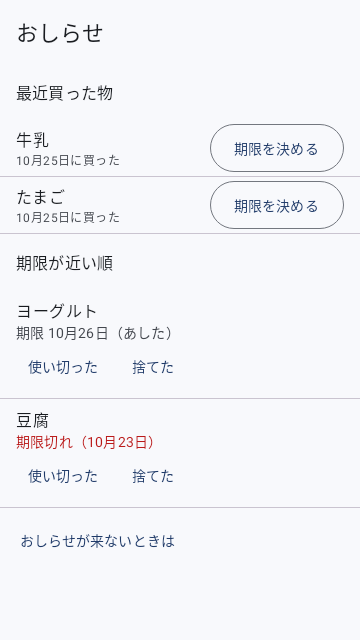 おしらせ
最近買った物
牛乳
10月25日に買った
期限を決める
たまご
10月25日に買った
期限を決める
期限が近い順
ヨーグルト
期限 10月26日（あした）
使い切った 捨てた
豆腐
期限切れ（10月23日）
使い切った 捨てた
おしらせが来ないときは